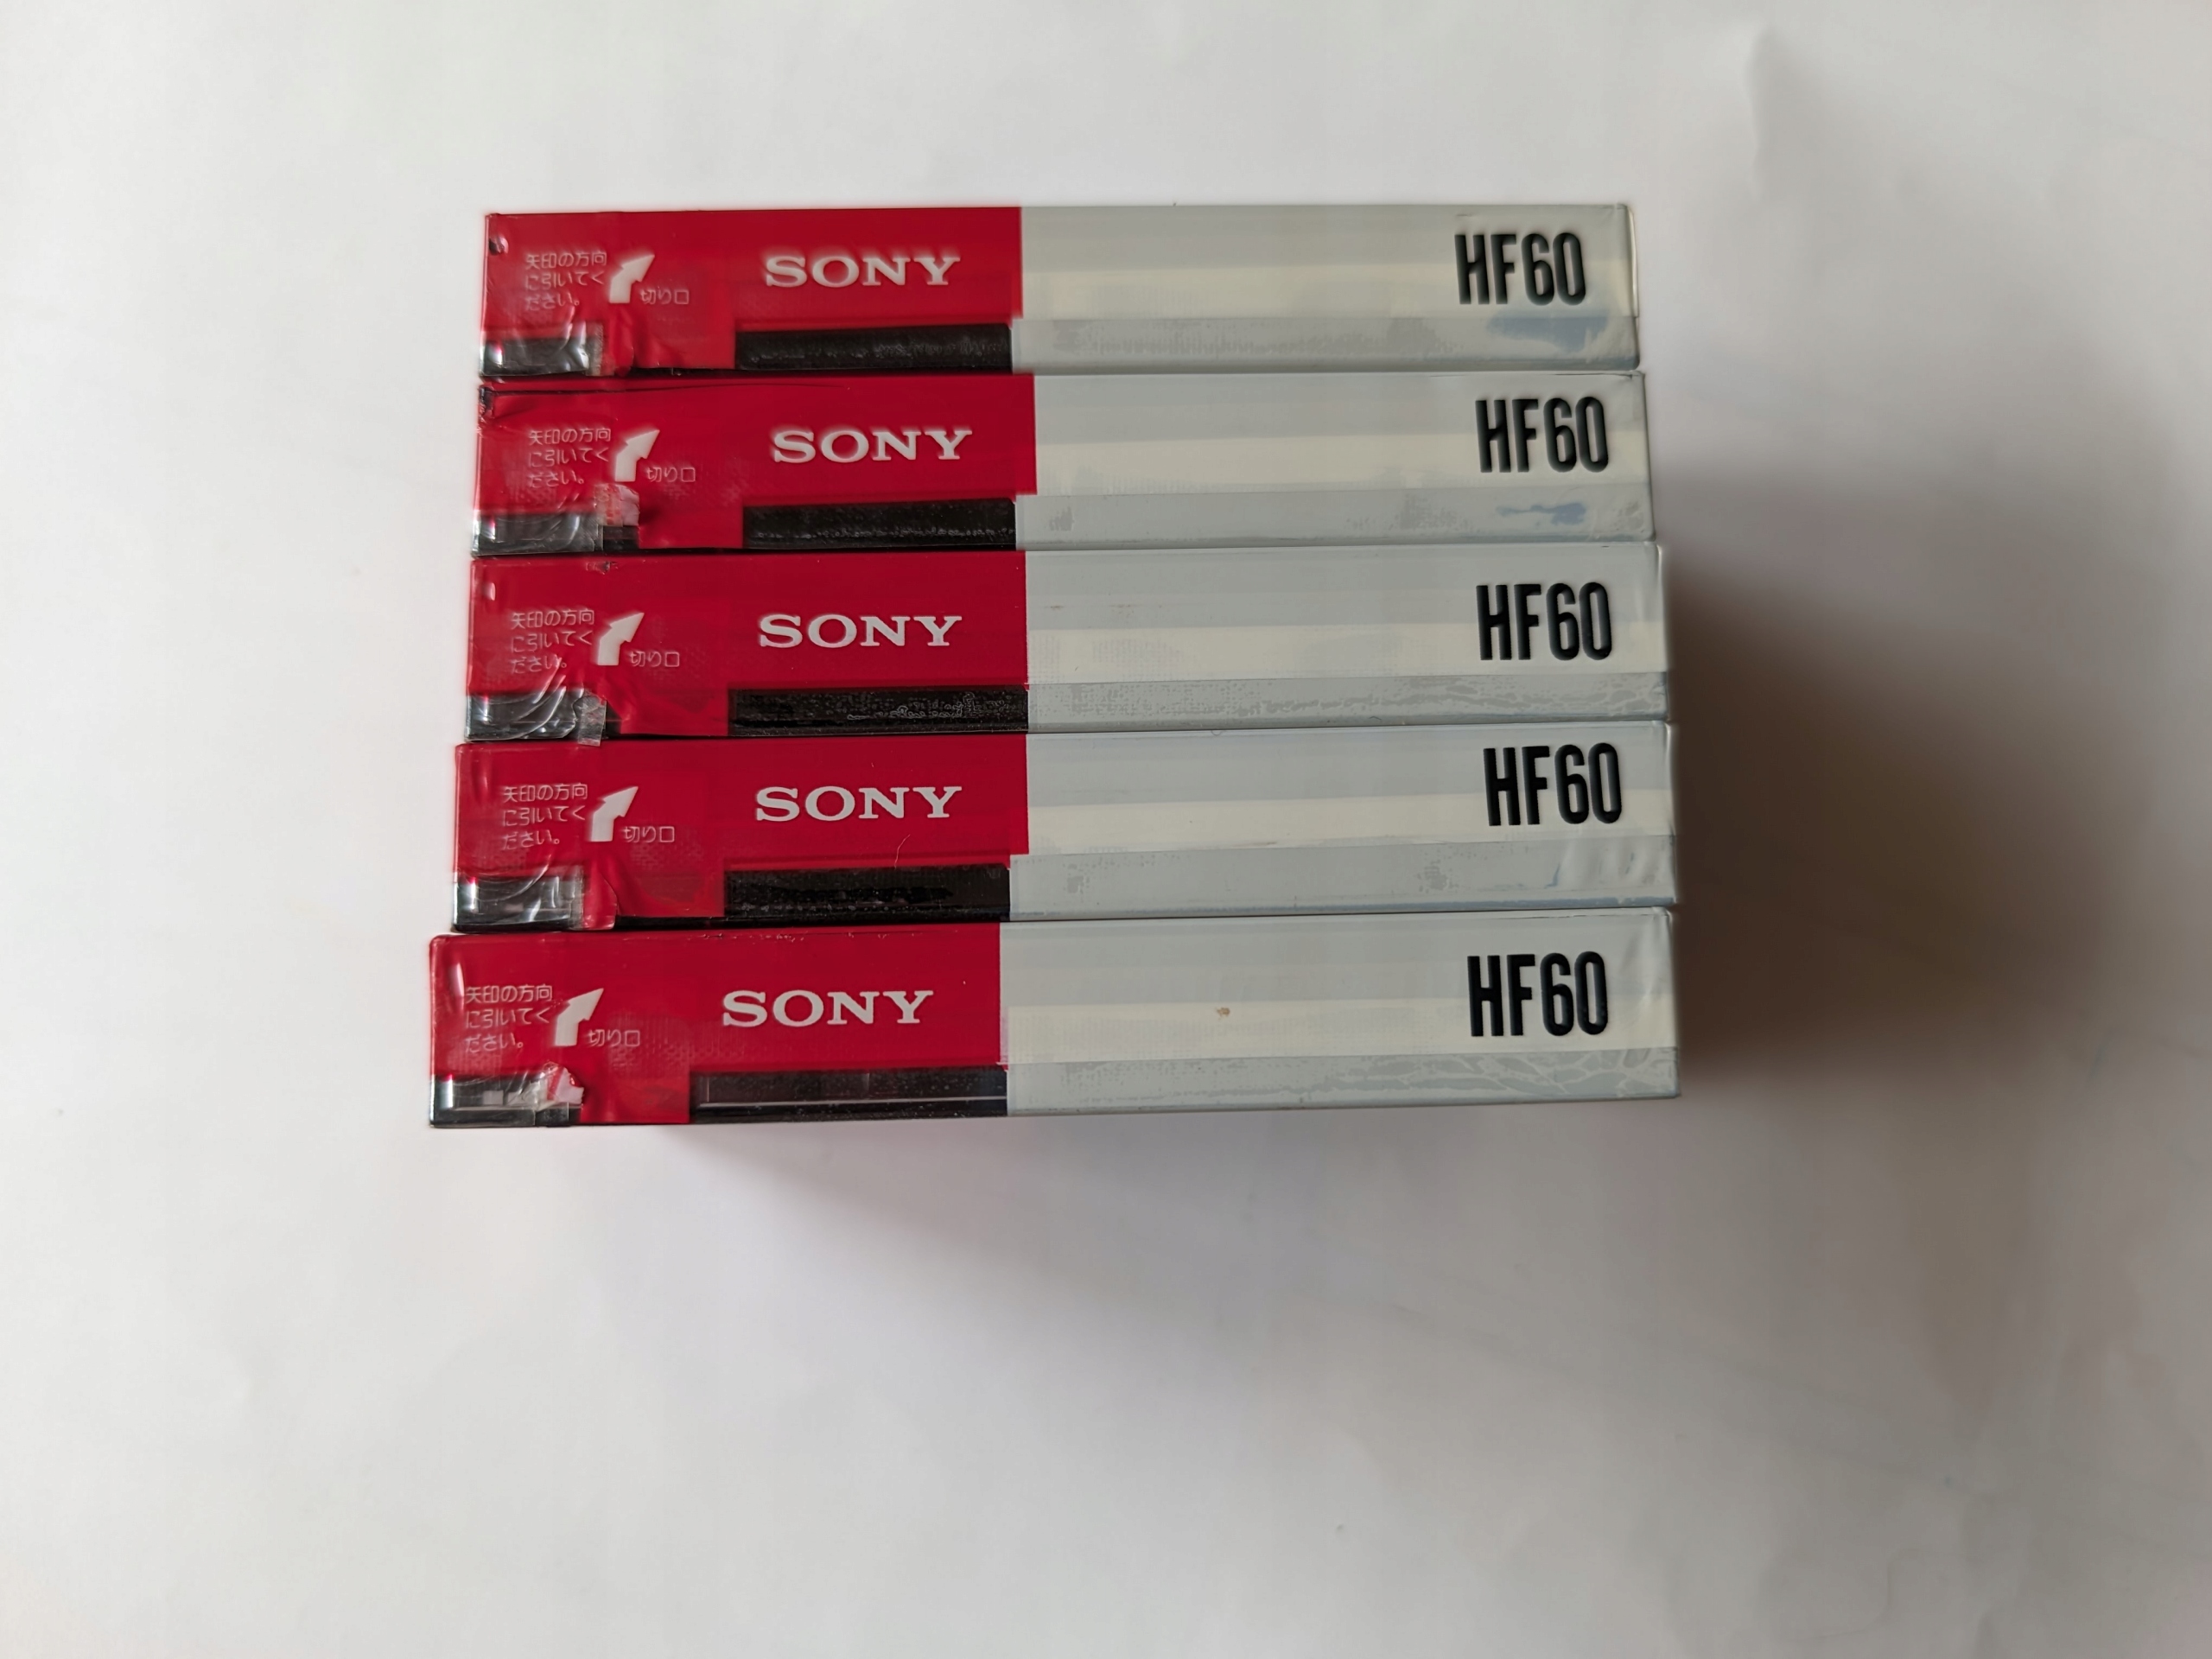 矢印の方向
に引いてく
ださい。
切り口
SONY
HF60
矢印の方向
に引いてく
ださい。
切り口
SONY
HF60
矢印の方向
に引いてく
ださい。
切り口
SONY
HF60
矢印の方向
に引いてく
ださい。
切り口
SONY
HF60
矢印の方向
に引いてく
ださい。
切り口
SONY
HF60